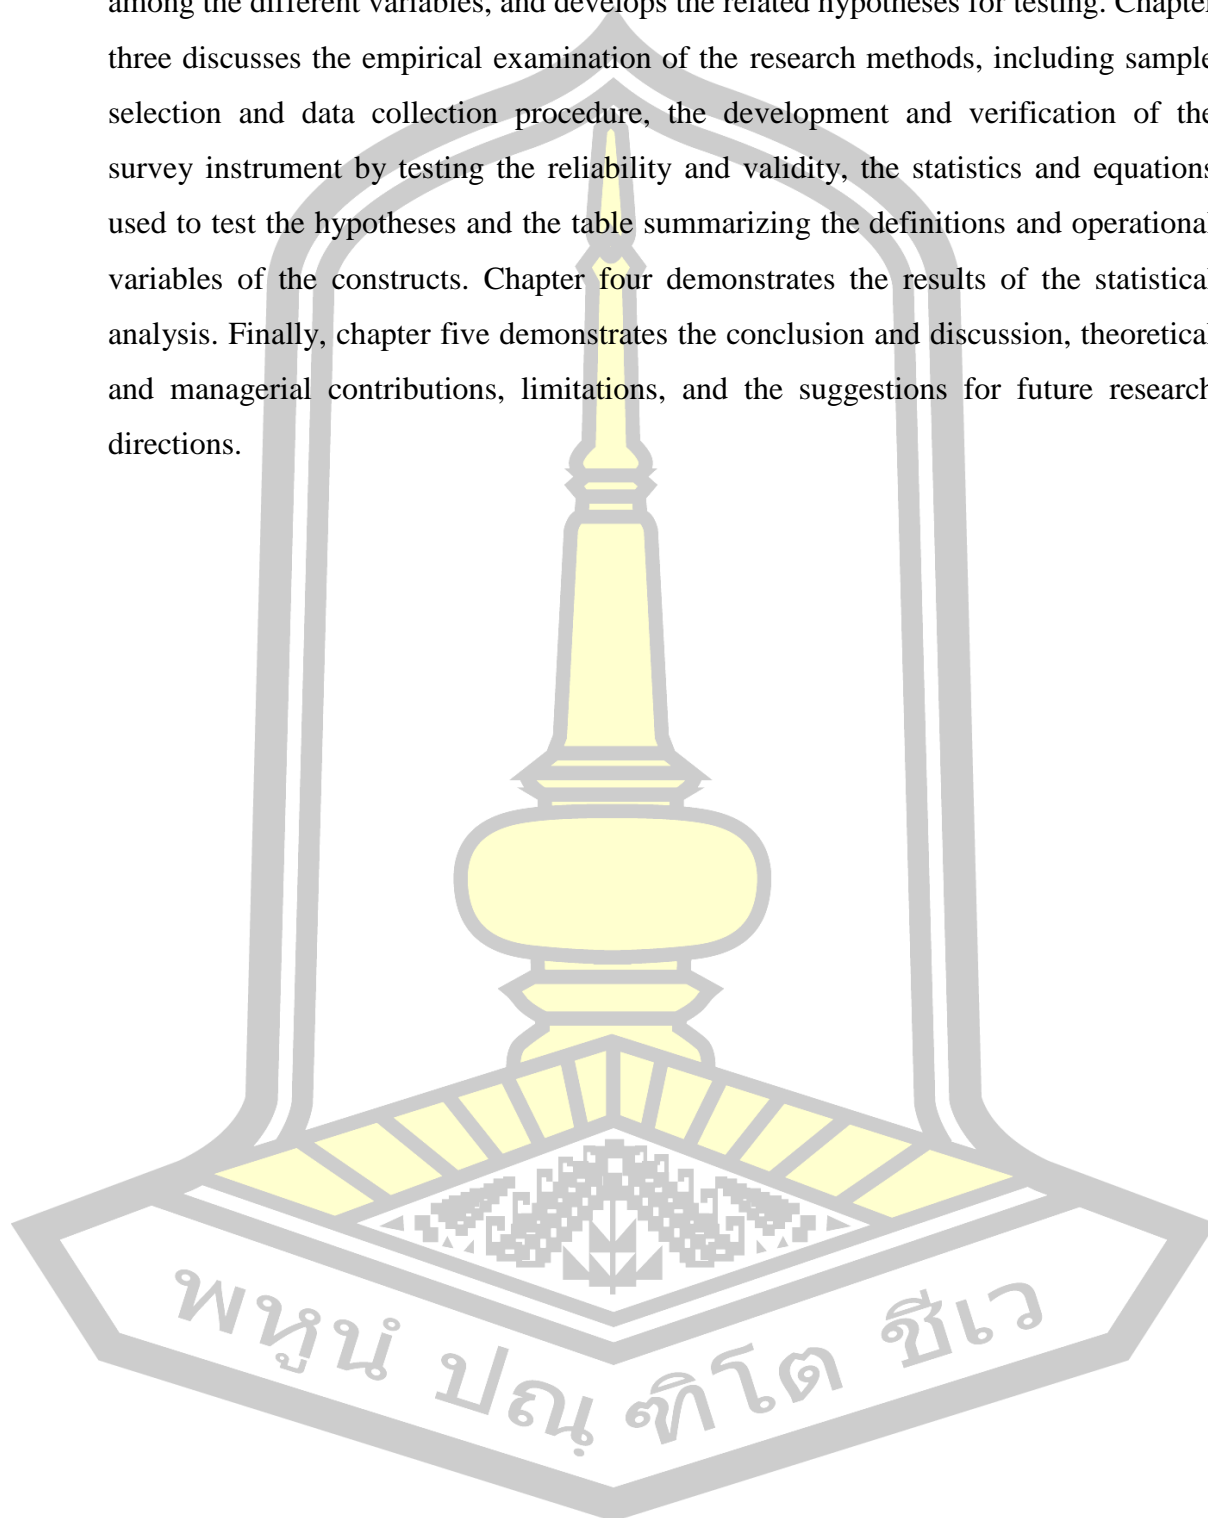 among the different variables, and develops the related hypotheses for testing. Chapter
three discusses the empirical examination of the research methods, including sample
selection and data collection procedure, the development and verification of the
survey instrument by testing the reliability and validity, the statistics and equations
used to test the hypotheses and the table summarizing the definitions and operational
variables of the constructs. Chapter four demonstrates the results of the statistical
analysis. Finally, chapter five demonstrates the conclusion and discussion, theoretical
and managerial contributions, limitations, and the suggestions for future research
directions.
พหูนํ ปณฺฑิโต ชีเว